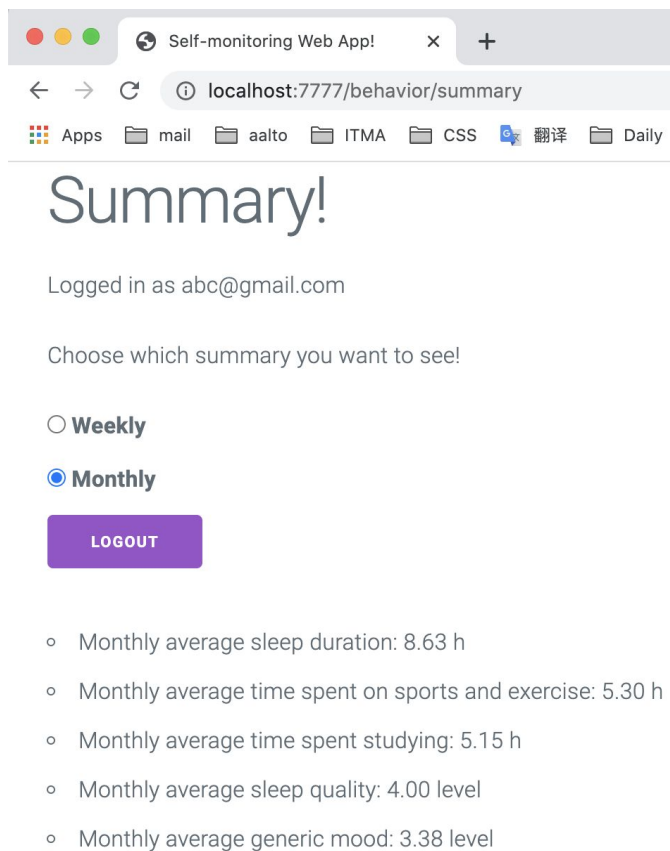 Self-monitoring Web App!
localhost:7777/behavior/summary
Apps mail aalto ITMA CSS 翻译 Daily
Summary!
Logged in as abc@gmail.com
Choose which summary you want to see!
Weekly
Monthly
LOGOUT
Monthly average sleep duration: 8.63 h
Monthly average time spent on sports and exercise: 5.30 h
Monthly average time spent studying: 5.15 h
Monthly average sleep quality: 4.00 level
Monthly average generic mood: 3.38 level